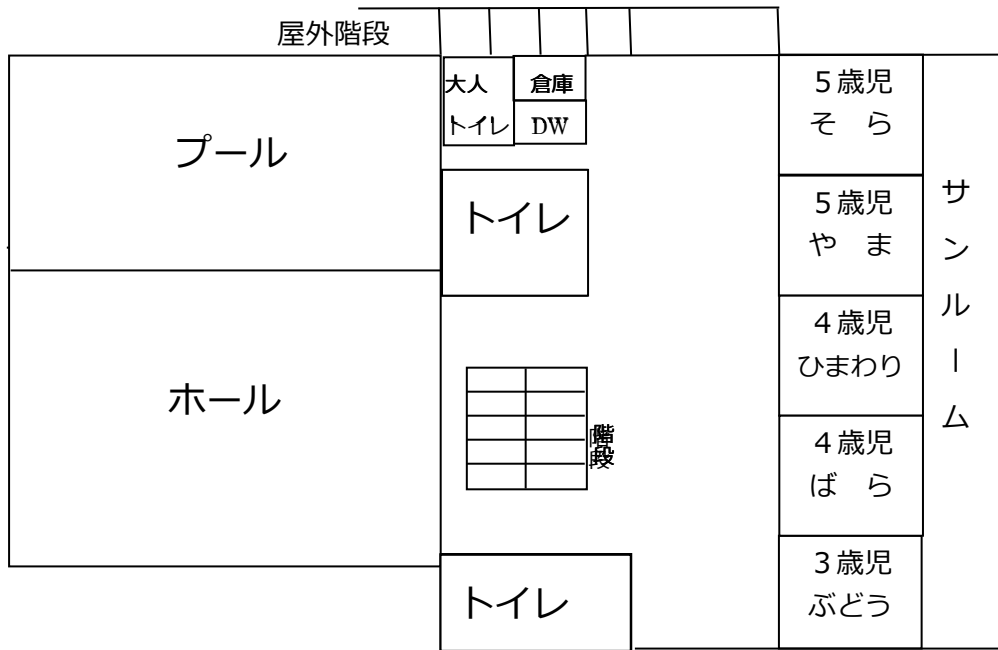 屋外階段
大人
トイレ
倉庫
DW
プール
トイレ
ホール
階段
トイレ
５歳児
そ　ら
５歳児
や　ま
４歳児
ひまわり
４歳児
ば　ら
３歳児
ぶどう
サンルーム